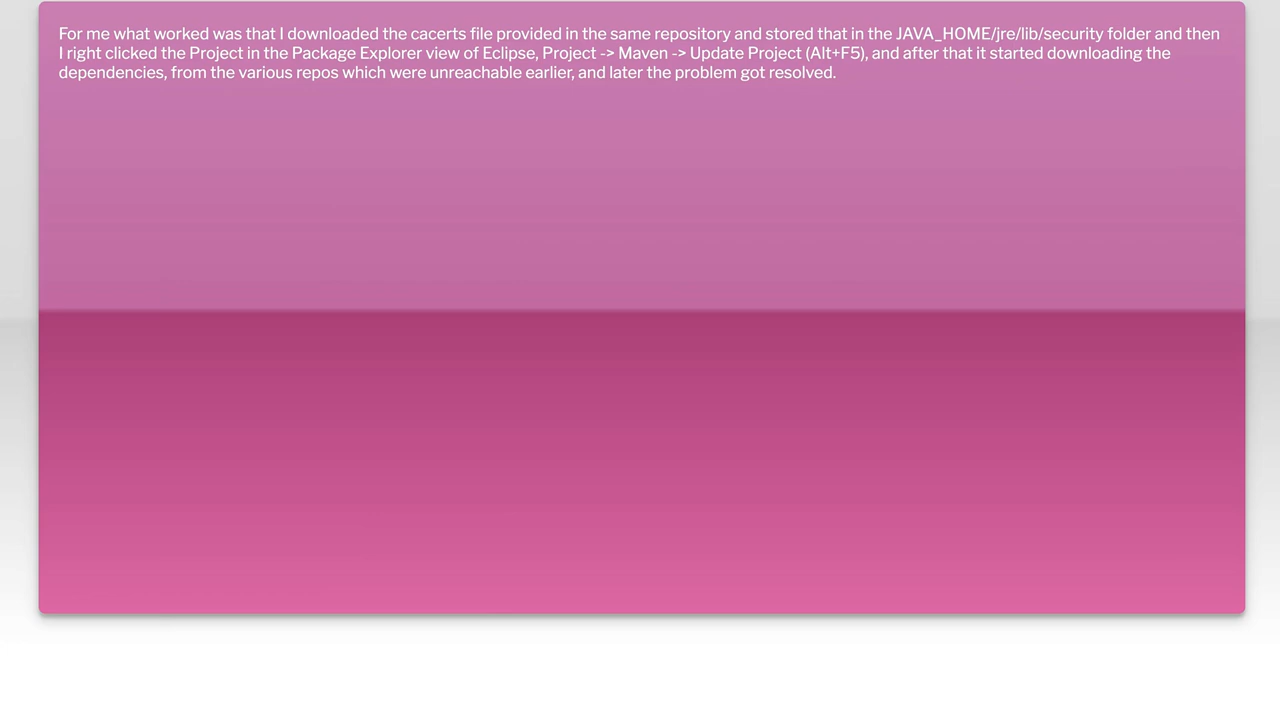 For me what worked was that I downloaded the cacerts file provided in the same repository and stored that in the JAVA_HOME/jre/lib/security folder and then
I right clicked the Project in the Package Explorer view of Eclipse, Project -> Maven -> Update Project (Alt+F5), and after that it started downloading the
dependencies, from the various repos which were unreachable earlier, and later the problem got resolved.